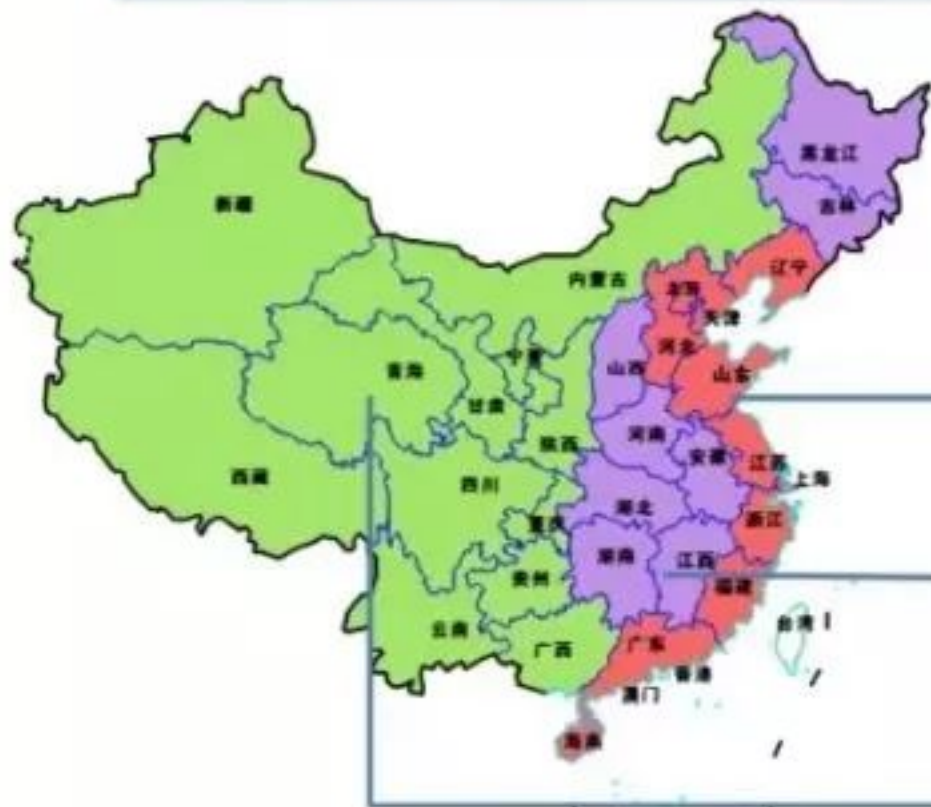 黑龙江
吉林
新疆
辽宁
内蒙古
北京
天津
河北
宁夏
山西
青海
山东
甘肃
河南
陕西
安徽
江苏
西藏
四川
上海
湖北
重庆
浙江
湖南
江西
贵州
福建
台湾
云南
广西
广东
香港
澳门
海南